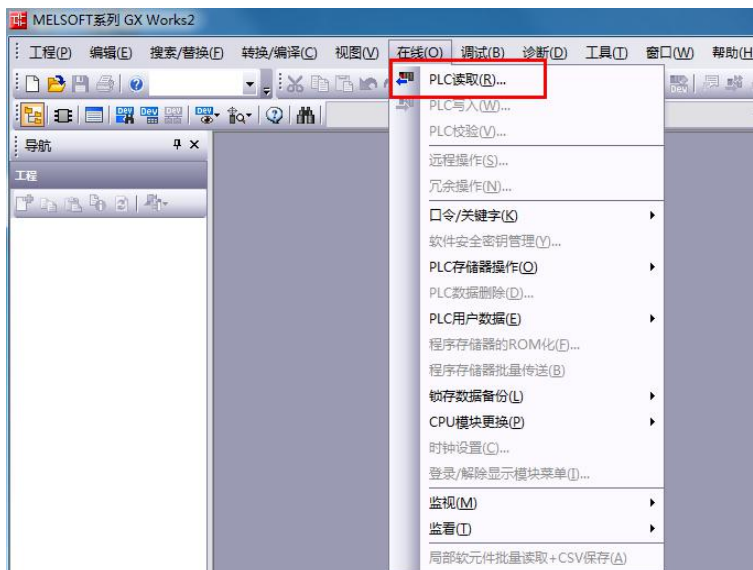 MELSOFT系列 GX Works2
工程(P) 编辑(E) 搜索/替换(F) 转换/编译(C) 视图(V) 在线(O) 调试(B) 诊断(D) 工具(T) 窗口(W) 帮助(H
导航
工程
PLC读取(R)...
PLC写入(W)...
PLC校验(V)...
远程操作(S)...
冗余操作(N)...
口令/关键字(K)
软件安全密钥管理(Y)...
PLC存储器操作(O)
PLC数据删除(D)...
PLC用户数据(E)
程序存储器的ROM化(F)...
程序存储器批量传送(B)
锁存数据备份(L)
CPU模块更换(P)
时钟设置(C)...
登录/解除显示模块菜单(I)...
监视(M)
监看(T)
局部软元件批量读取+CSV保存(A)